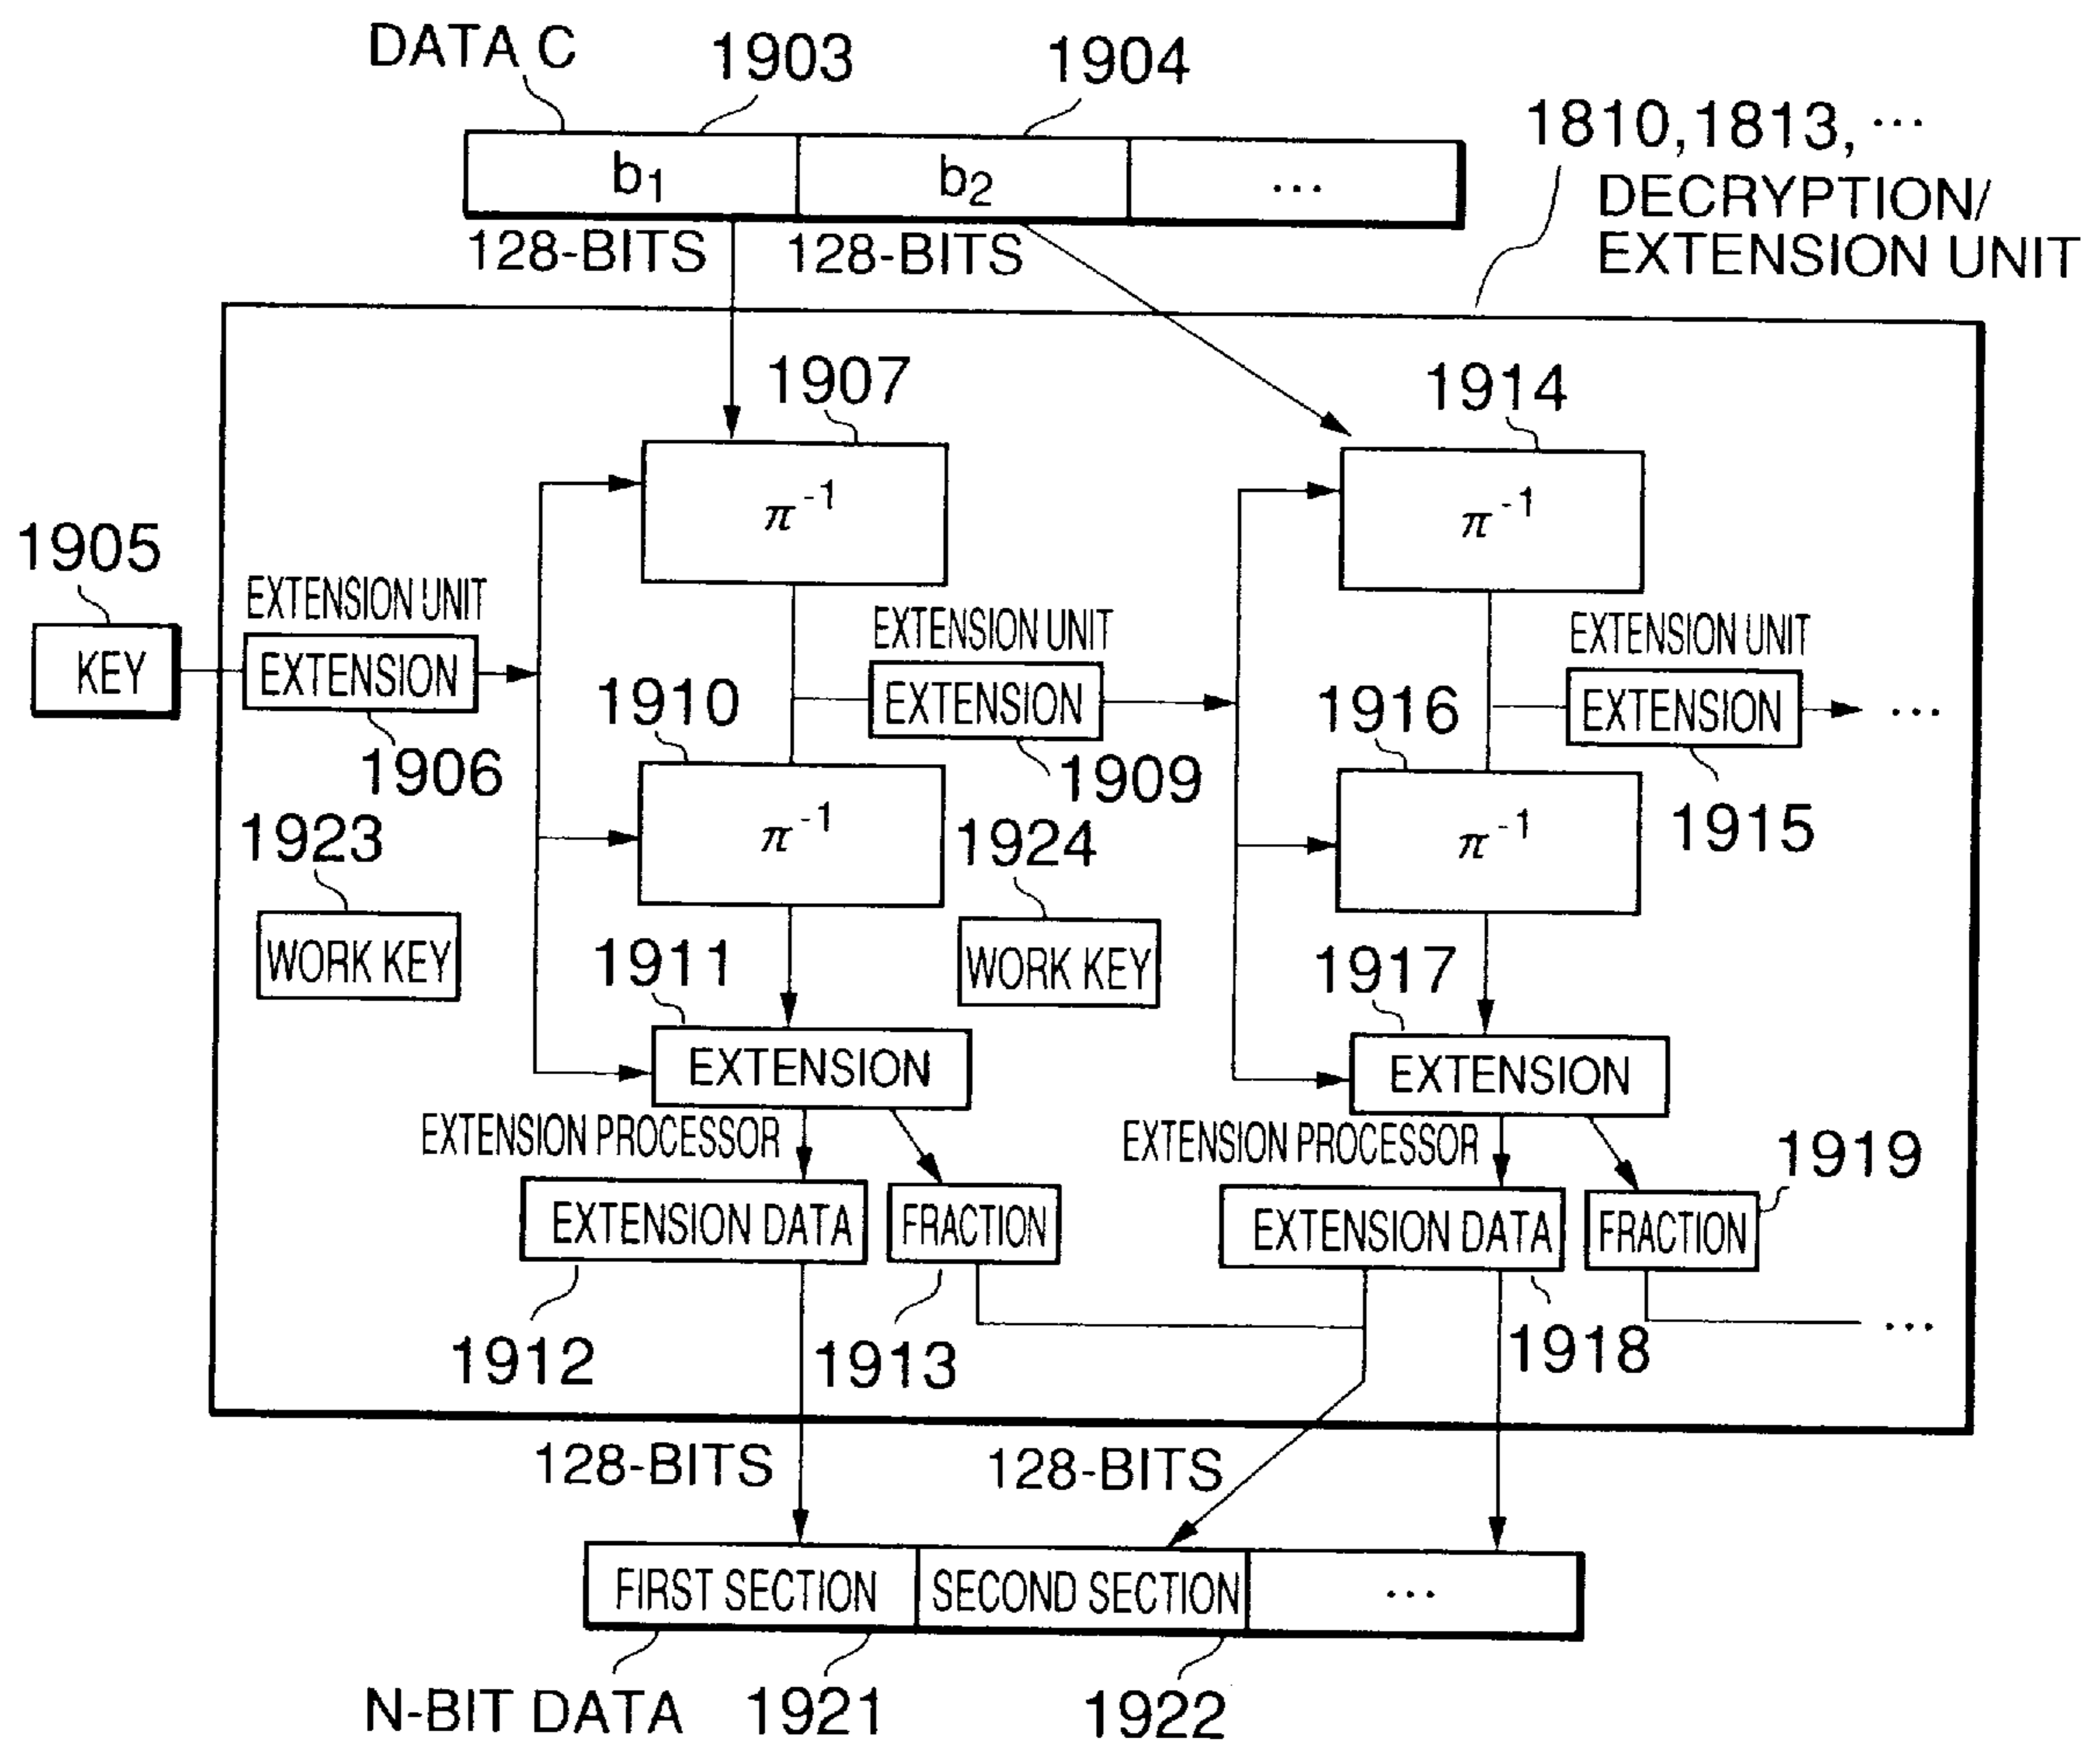 DATA C
1903
1904
1810,1813, ...
DECRYPTION/
EXTENSION UNIT
b1
b2
...
128-BITS
128-BITS
1907
1914
π-1
π-1
1905
KEY
EXTENSION UNIT
EXTENSION
1906
EXTENSION UNIT
EXTENSION
1909
EXTENSION UNIT
EXTENSION
...
1915
1910
1916
π-1
π-1
1923
WORK KEY
1924
WORK KEY
1911
1917
EXTENSION
EXTENSION
EXTENSION PROCESSOR
EXTENSION PROCESSOR
1919
EXTENSION DATA
FRACTION
EXTENSION DATA
FRACTION
1912
1913
1918
...
128-BITS
128-BITS
FIRST SECTION
SECOND SECTION
...
N-BIT DATA
1921
1922